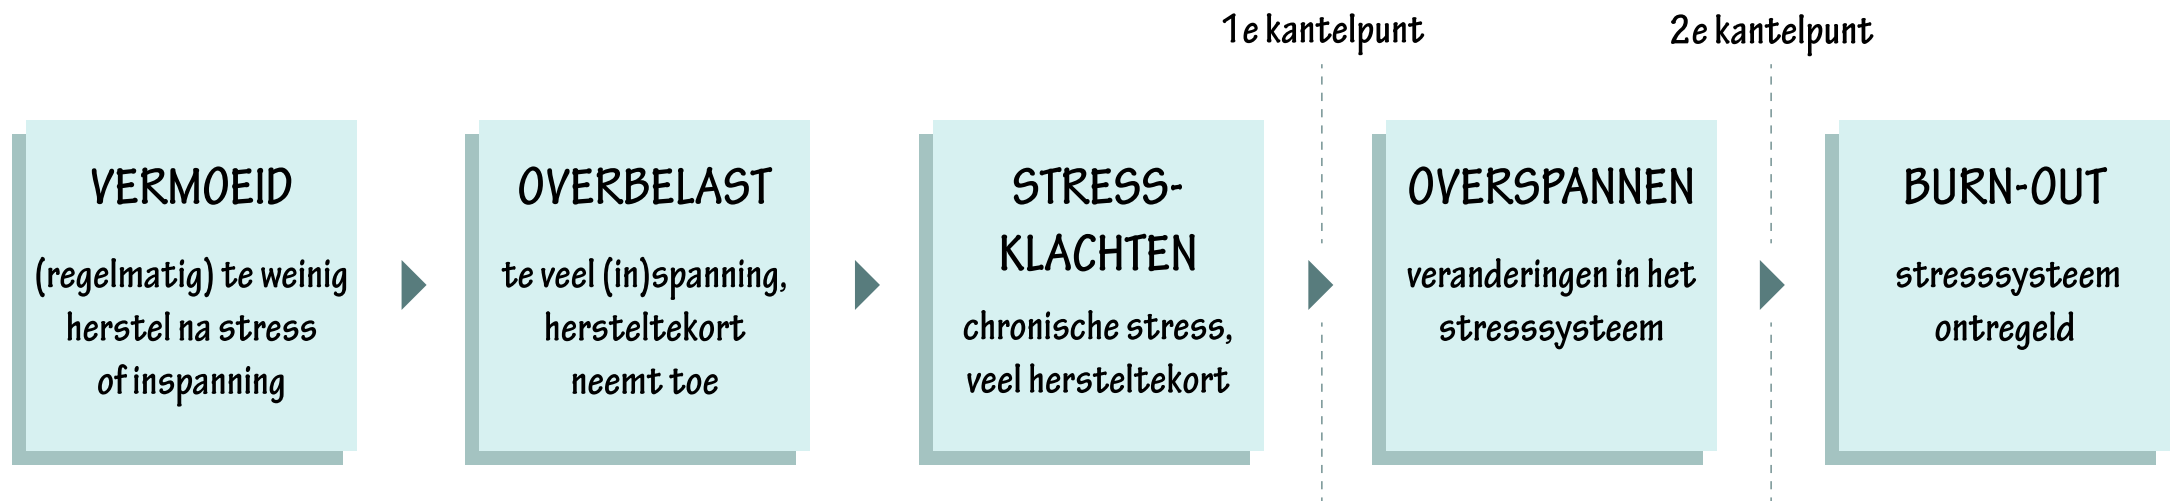 1e kantelpunt
2e kantelpunt
VERMOEID
(regelmatig) te weinig
herstel na stress
of inspanning
OVERBELAST
te veel (in)spanning,
hersteltekort
neemt toe
STRESS-
KLACHTEN
chronische stress,
veel hersteltekort
OVERSPANNEN
veranderingen in het
stresssysteem
BURN-OUT
stresssysteem
ontregeld